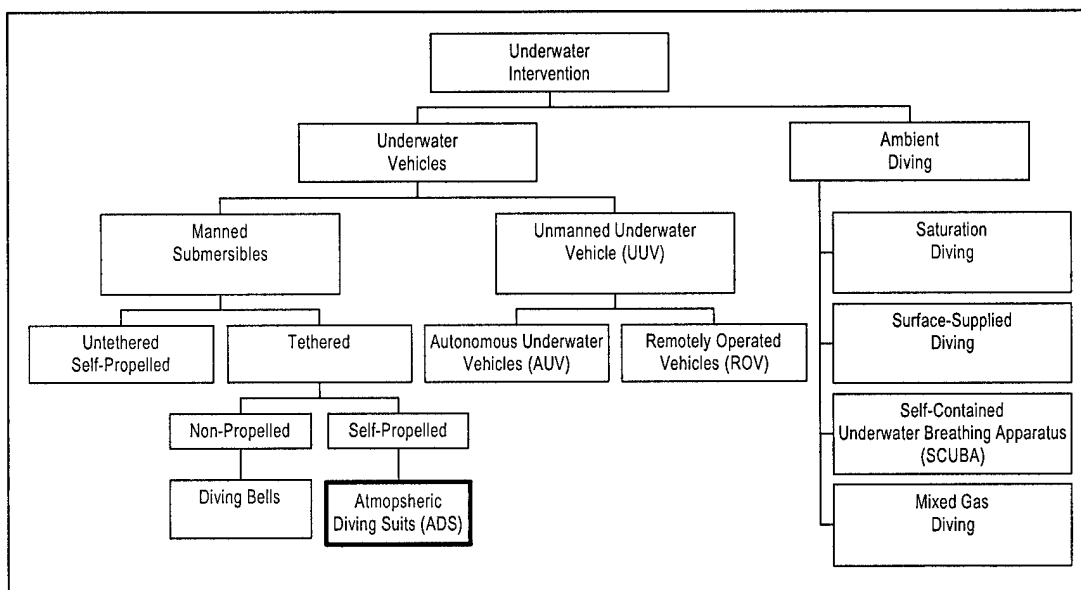 Underwater
Intervention
Underwater
Vehicles
Ambient
Diving
Manned
Submersibles
Unmanned Underwater
Vehicle (UUV)
Saturation
Diving
Untethered
Self-Propelled
Tethered
Autonomous Underwater
Vehicles (AUV)
Remotely Operated
Vehicles (ROV)
Surface-Supplied
Diving
Non-Propelled
Self-Propelled
Self-Contained
Underwater Breathing Apparatus
(SCUBA)
Diving Bells
Atmopsheric
Diving Suits (ADS)
Mixed Gas
Diving